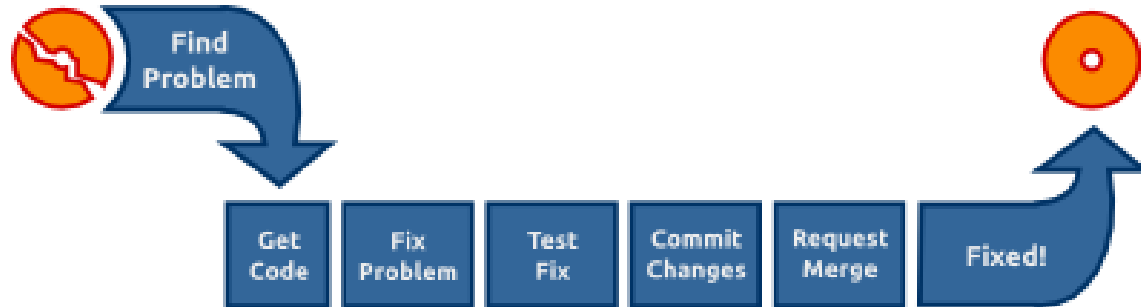 Find
Problem
Get
Code
Fix
Problem
Test
Fix
Commit
Changes
Request
Merge
Fixed!